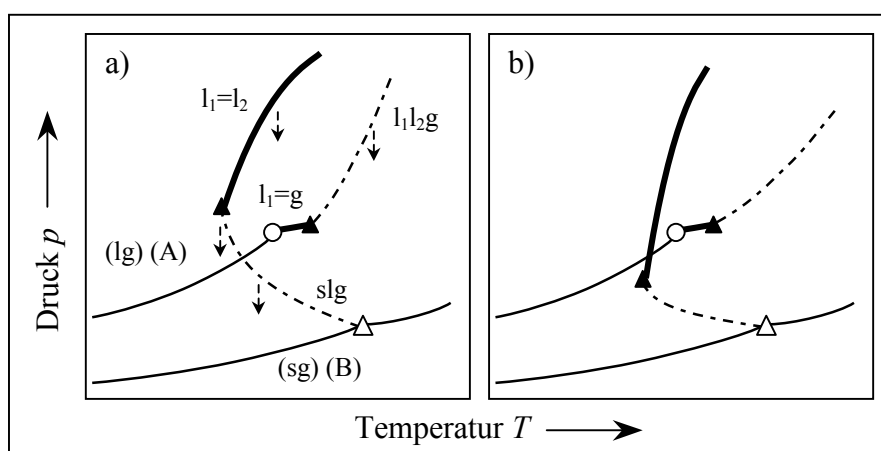 a)
b)
l₁=l₂
l₁l₂g
l₁=g
(lg) (A)
slg
(sg) (B)
Druck p
Temperatur T